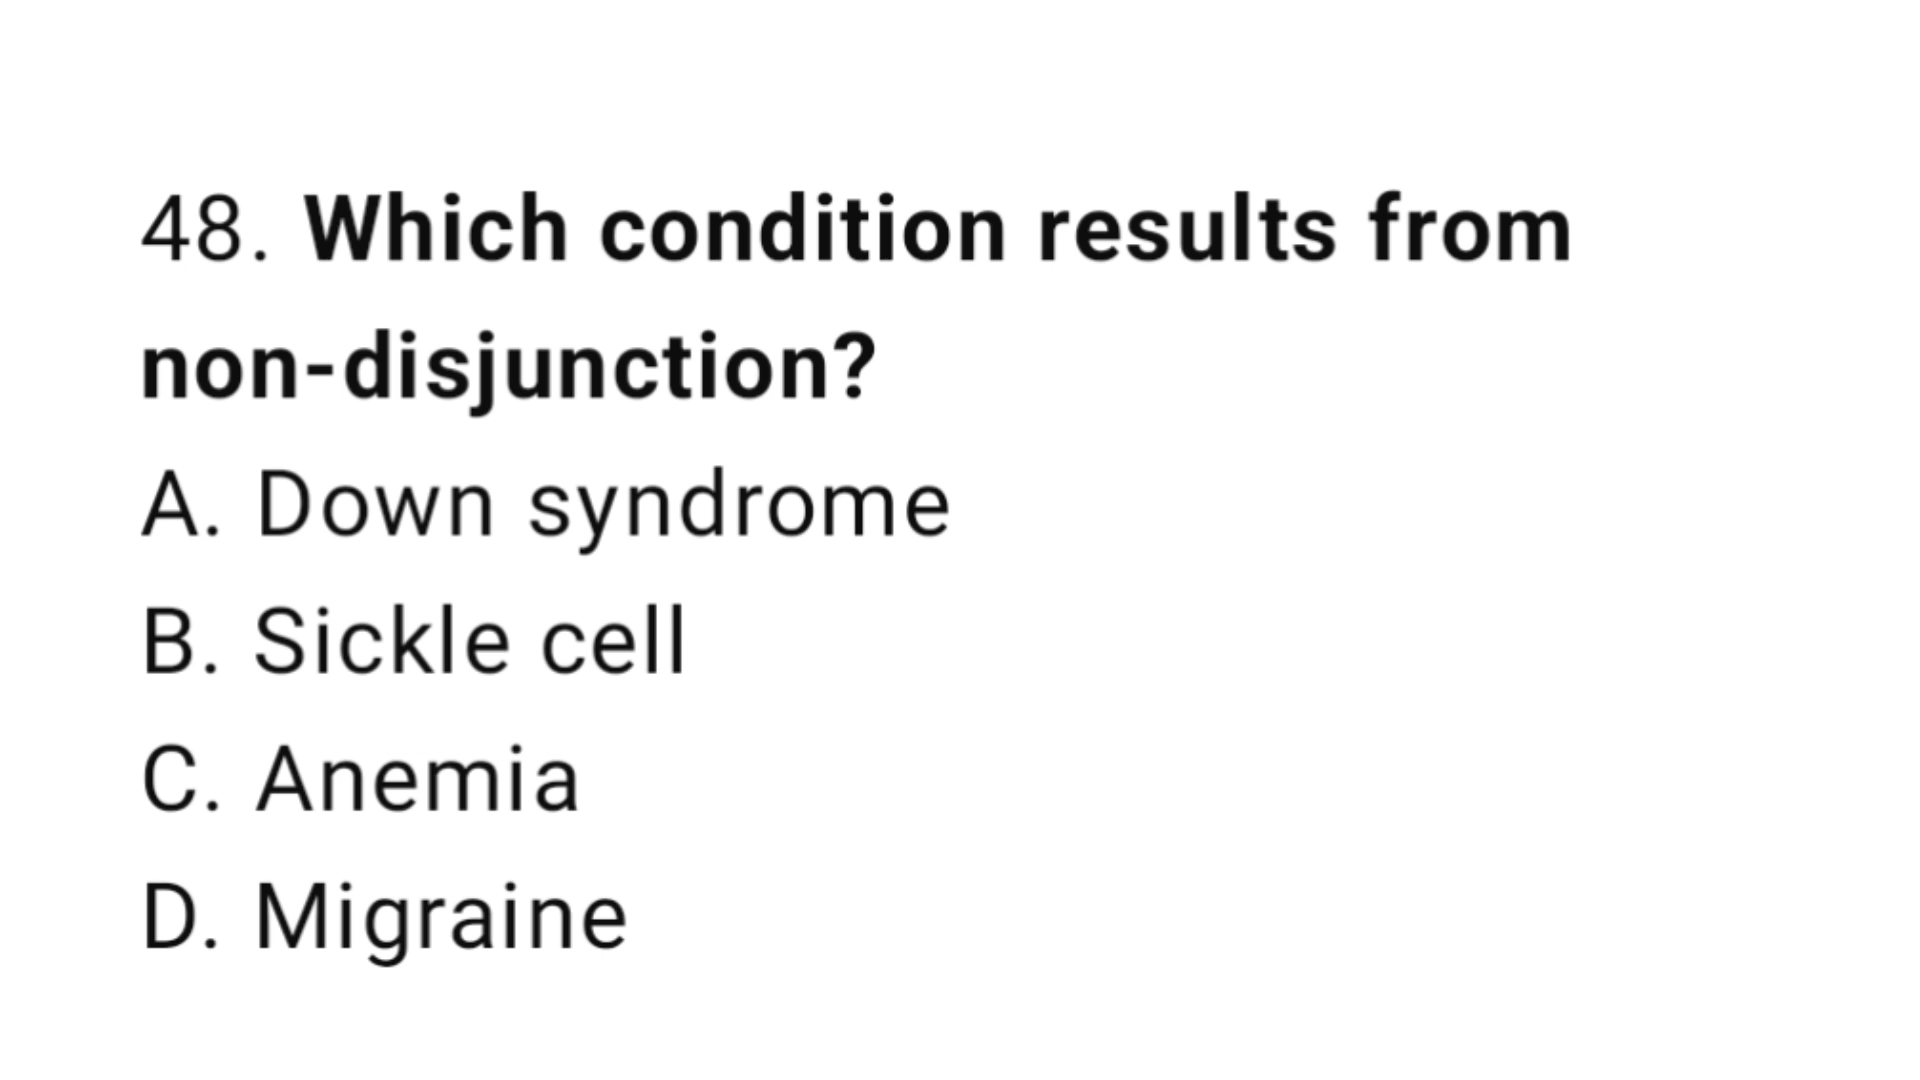 48. Which condition results from
non-disjunction?
A. Down syndrome
B. Sickle cell
C. Anemia
D. Migraine